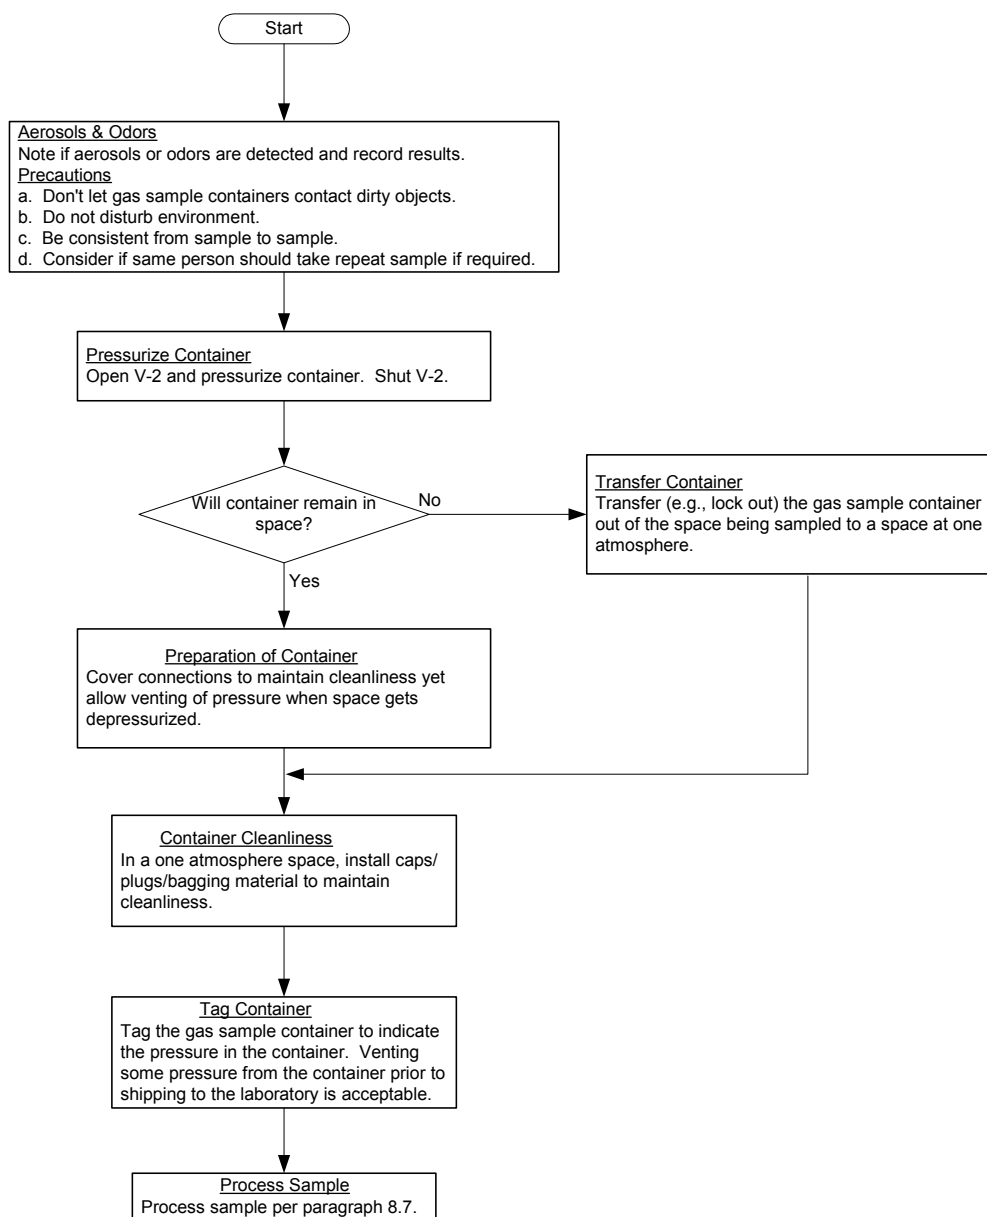 Start
Aerosols & Odors
Note if aerosols or odors are detected and record results.
Precautions
a.  Don't let gas sample containers contact dirty objects.
b.  Do not disturb environment.
c.  Be consistent from sample to sample.
d.  Consider if same person should take repeat sample if required.
Pressurize Container
Open V-2 and pressurize container.  Shut V-2.
Will container remain in
space?
No
Transfer Container
Transfer (e.g., lock out) the gas sample container
out of the space being sampled to a space at one
atmosphere.
Yes
Preparation of Container
Cover connections to maintain cleanliness yet
allow venting of pressure when space gets
depressurized.
Container Cleanliness
In a one atmosphere space, install caps/
plugs/bagging material to maintain
cleanliness.
Tag Container
Tag the gas sample container to indicate
the pressure in the container.  Venting
some pressure from the container prior to
shipping to the laboratory is acceptable.
Process Sample
Process sample per paragraph 8.7.